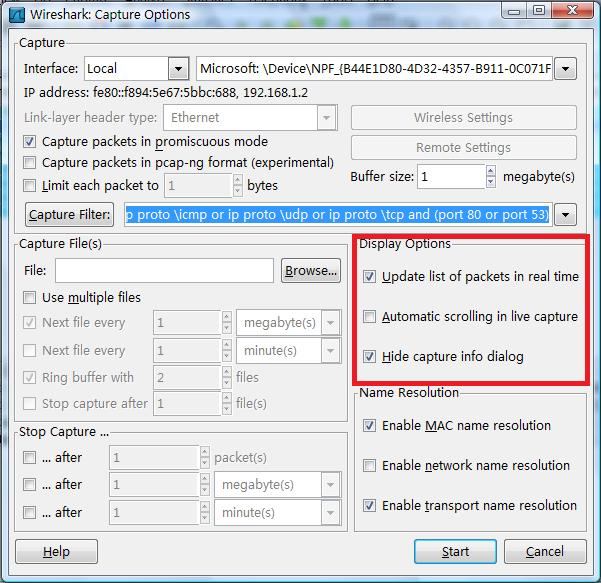 Wireshark: Capture Options
Capture
Interface: Local Microsoft: \Device\NPF_{B44E1D80-4D32-4357-B911-0C071F
IP address: fe80::f894:5e67:5bbc:688, 192.168.1.2
Link-layer header type: Ethernet
Wireless Settings
Capture packets in promiscuous mode
Remote Settings
Capture packets in pcap-ng format (experimental)
Limit each packet to 1 bytes
Buffer size: 1 megabyte(s)
Capture Filter: p proto \icmp or ip proto \udp or ip proto \tcp and (port 80 or port 53)
Capture File(s)
File: Browse...
Use multiple files
Next file every 1 megabyte(s)
Next file every 1 minute(s)
Ring buffer with 2 files
Stop capture after 1 file(s)
Stop Capture ...
... after 1 packet(s)
... after 1 megabyte(s)
... after 1 minute(s)
Display Options
Update list of packets in real time
Automatic scrolling in live capture
Hide capture info dialog
Name Resolution
Enable MAC name resolution
Enable network name resolution
Enable transport name resolution
Help Start Cancel